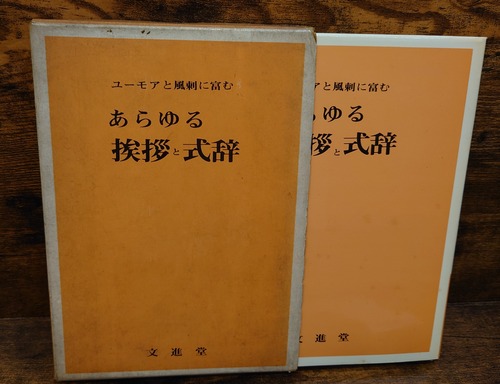 ユーモアと風刺に富む
あらゆる
挨拶と式辞
文進堂
アと風刺に富む
らゆる
拶と式辞
文進堂